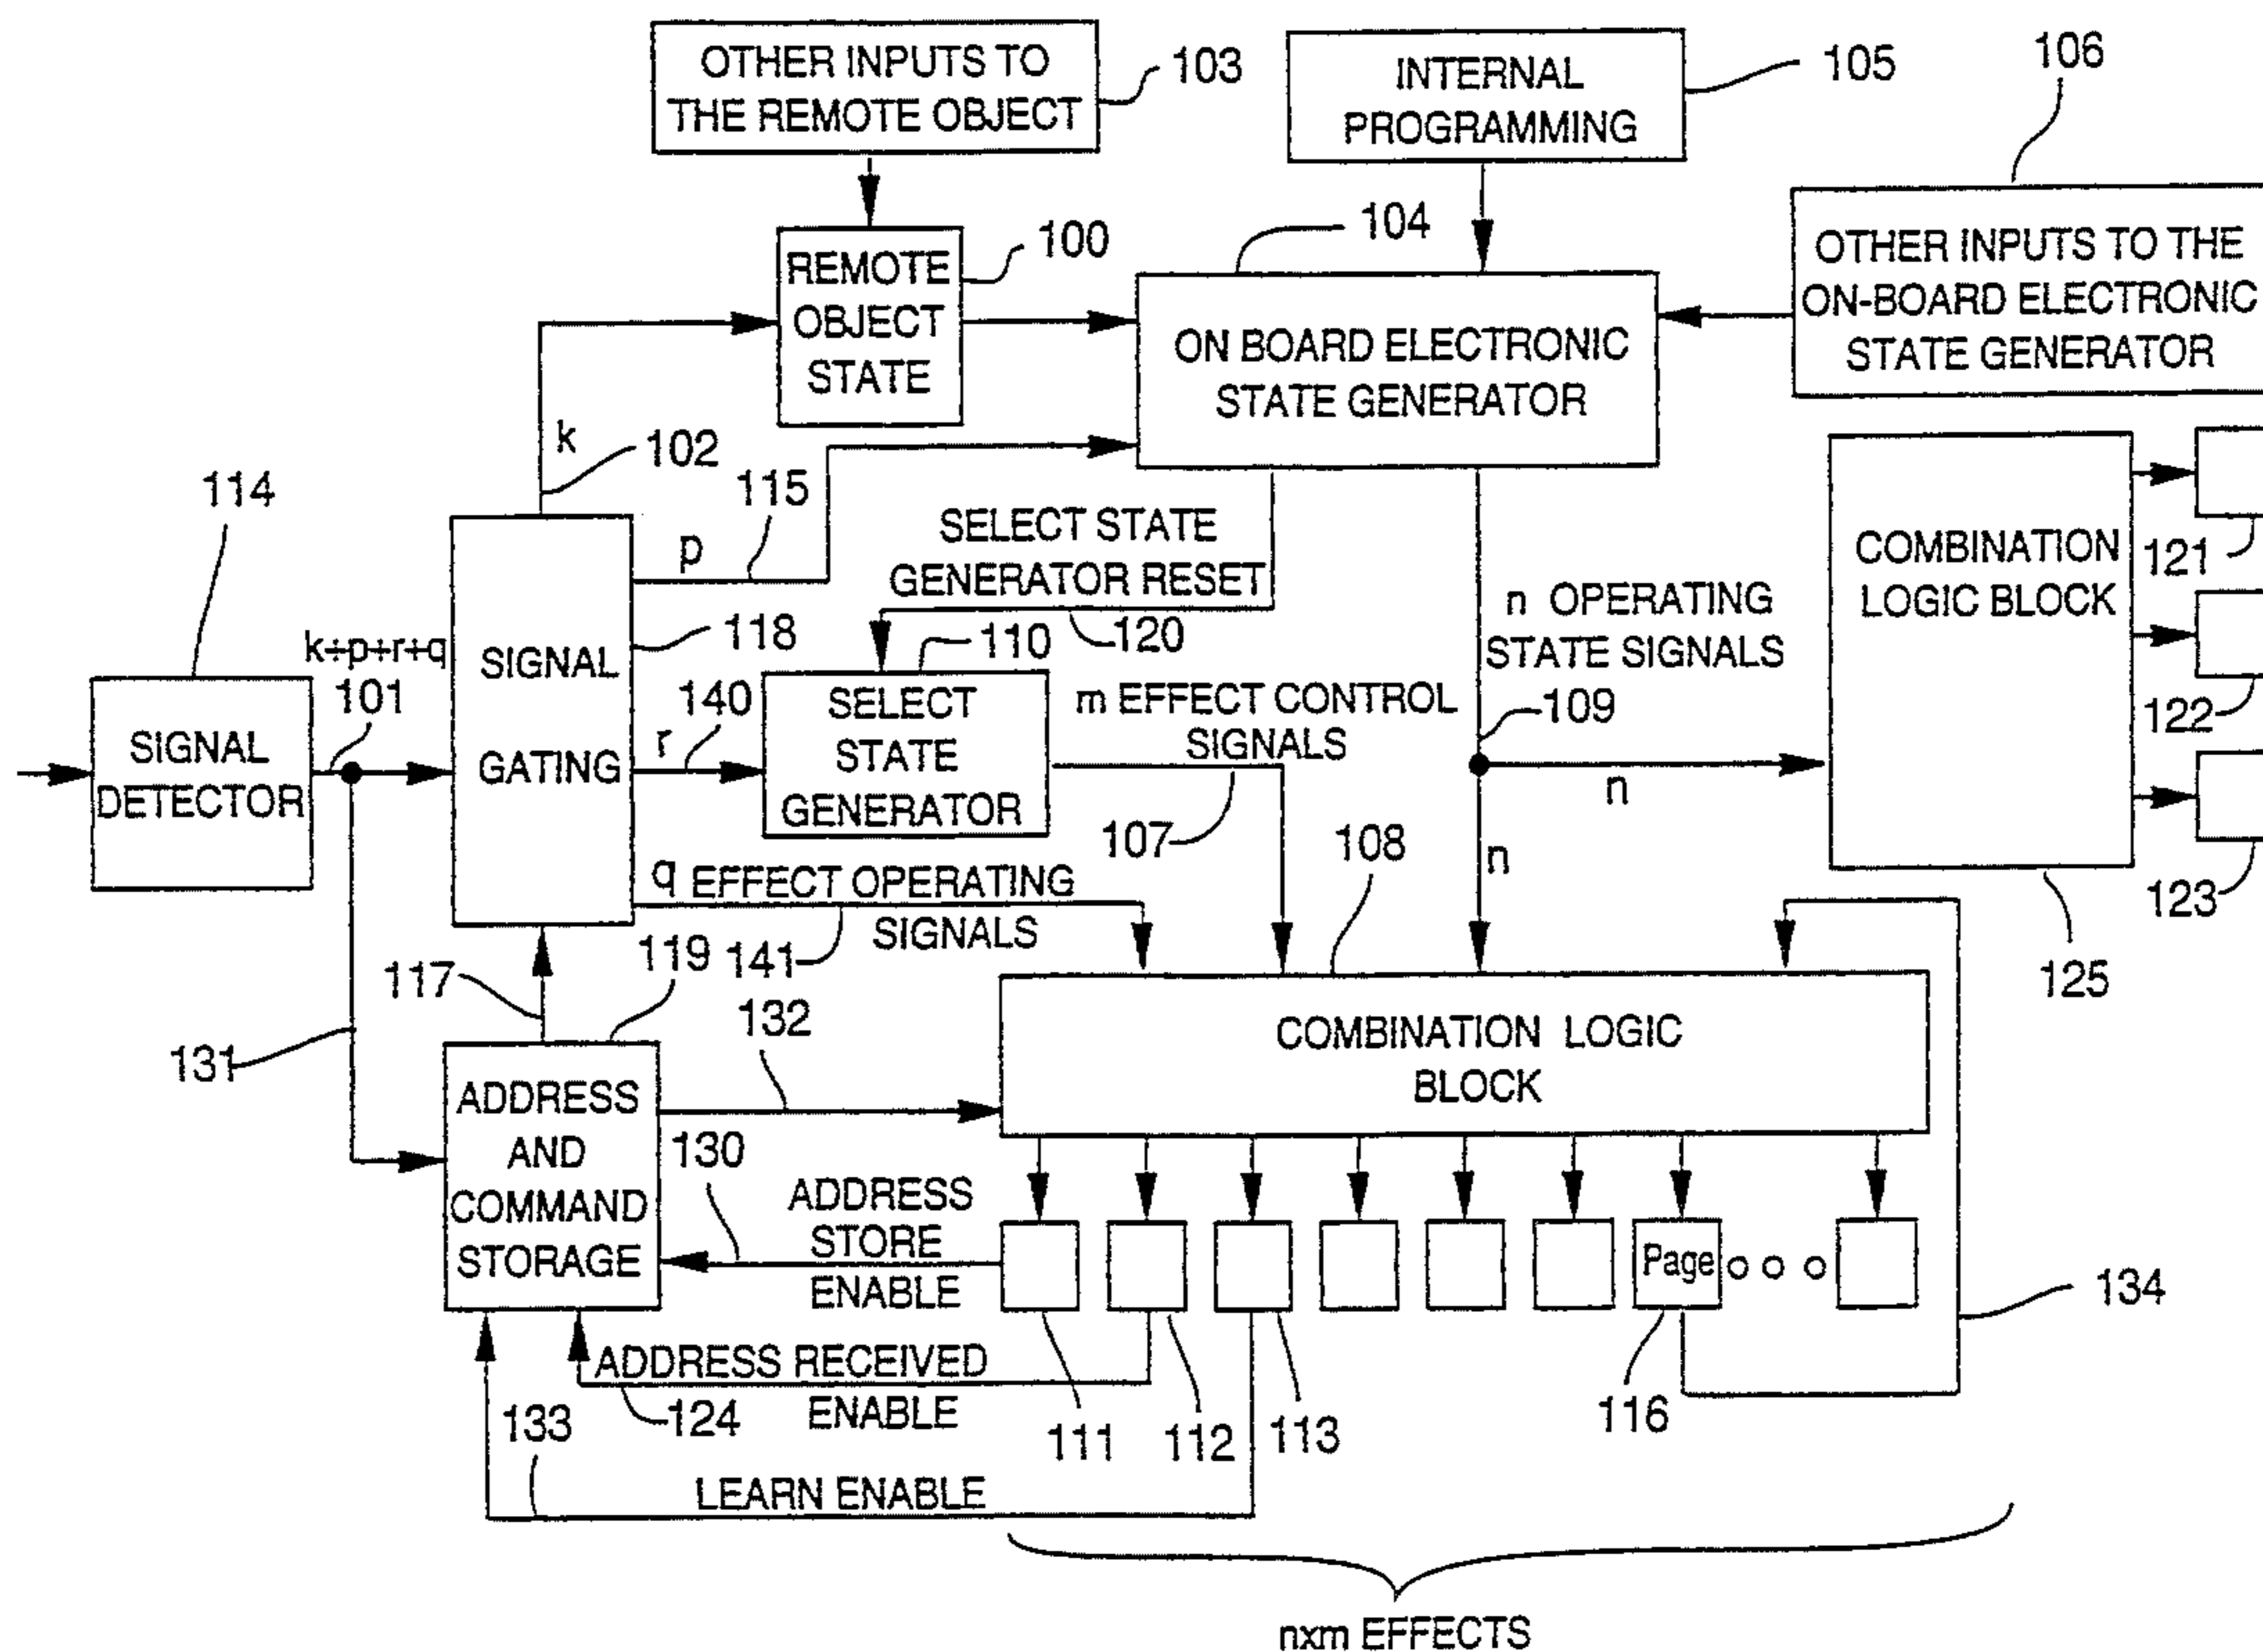 OTHER INPUTS TO
THE REMOTE OBJECT
103
INTERNAL
PROGRAMMING
105
106
OTHER INPUTS TO THE
ON-BOARD ELECTRONIC
STATE GENERATOR
REMOTE
OBJECT
STATE
100
104
ON BOARD ELECTRONIC
STATE GENERATOR
k
102
114
115
p
SELECT STATE
GENERATOR RESET
120
n OPERATING
STATE SIGNALS
109
COMBINATION
LOGIC BLOCK
121
122
123
125
k+p+r+q
101
SIGNAL
DETECTOR
SIGNAL
GATING
118
110
r
140
SELECT
STATE
GENERATOR
m EFFECT CONTROL
SIGNALS
107
n
n
108
q EFFECT OPERATING
SIGNALS
141
117
119
131
132
COMBINATION LOGIC
BLOCK
ADDRESS
AND
COMMAND
STORAGE
130
ADDRESS
STORE
ENABLE
Page
134
ADDRESS RECEIVED
ENABLE
124
133
111
112
113
116
LEARN ENABLE
nxm EFFECTS